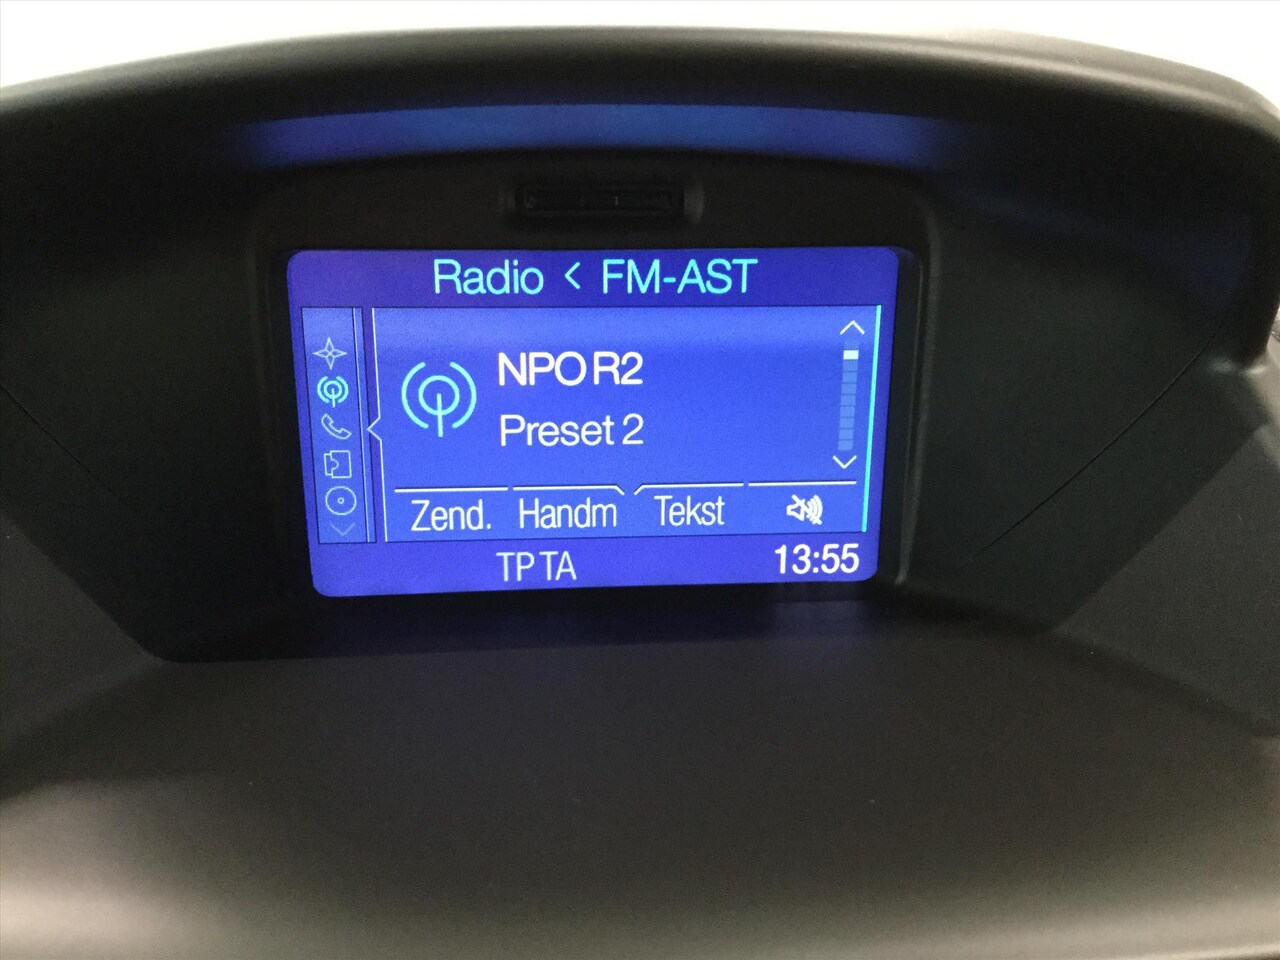 Radio < FM-AST
NPO R2
Preset 2
Zend. Handm Tekst
TP TA 13:55